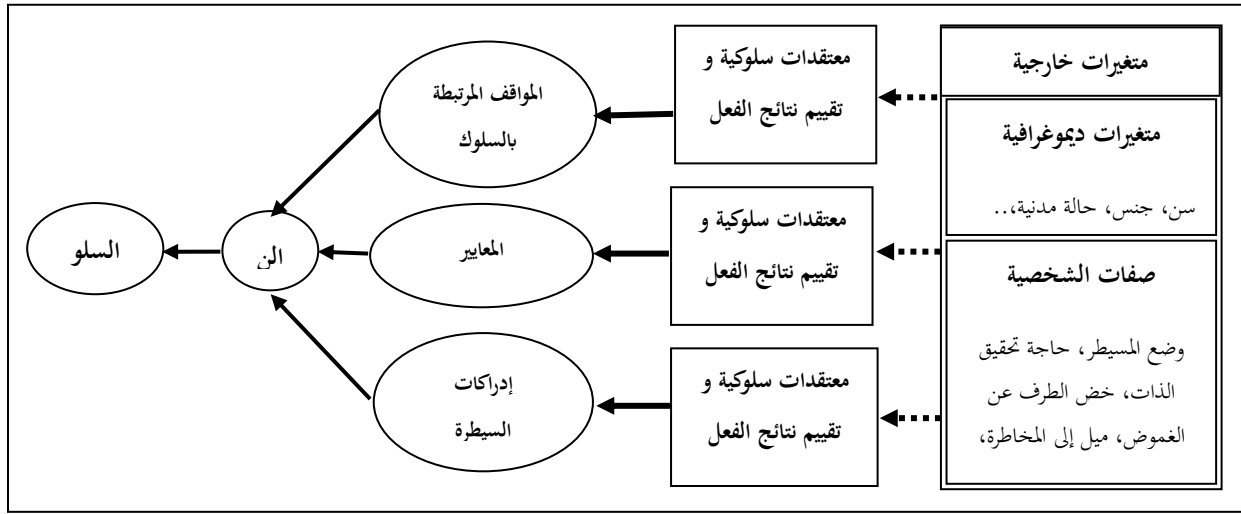 متغيرات خارجية
متغيرات ديموغرافية
سن، جنس، حالة مدنية،..
صفات الشخصية
وضع المسيطر، حاجة تحقيق
الذات، خض الطرف عن
الغموض، ميل إلى المخاطرة،
معتقدات سلوكية و
تقييم نتائج الفعل
معتقدات سلوكية و
تقييم نتائج الفعل
معتقدات سلوكية و
تقييم نتائج الفعل
المواقف المرتبطة
بالسلوك
المعايير
إدراكات
السيطرة
الن
السلو